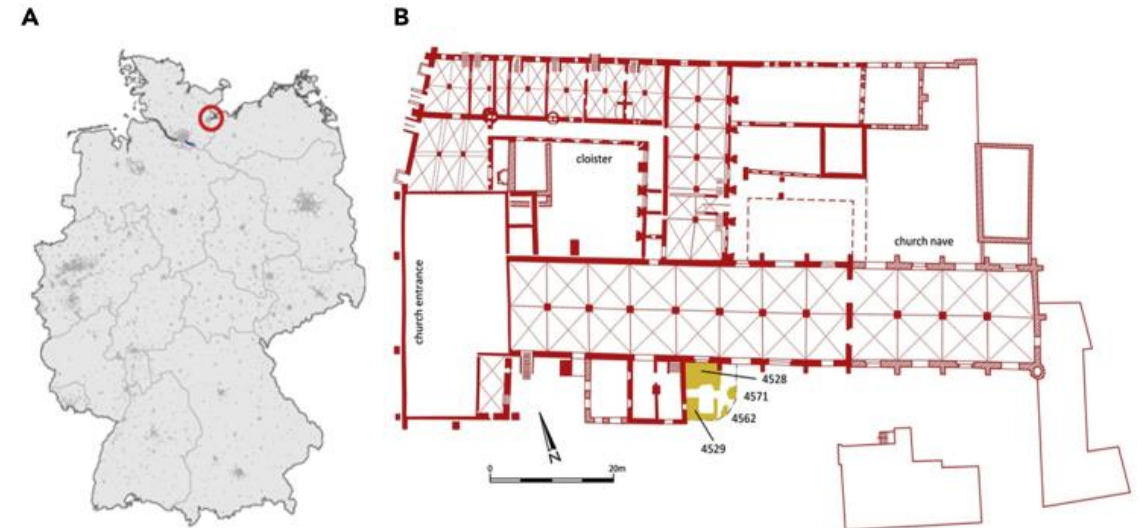 A
B
cloister
church nave
church entrance
4528
4571
4562
4529
N
0
20m